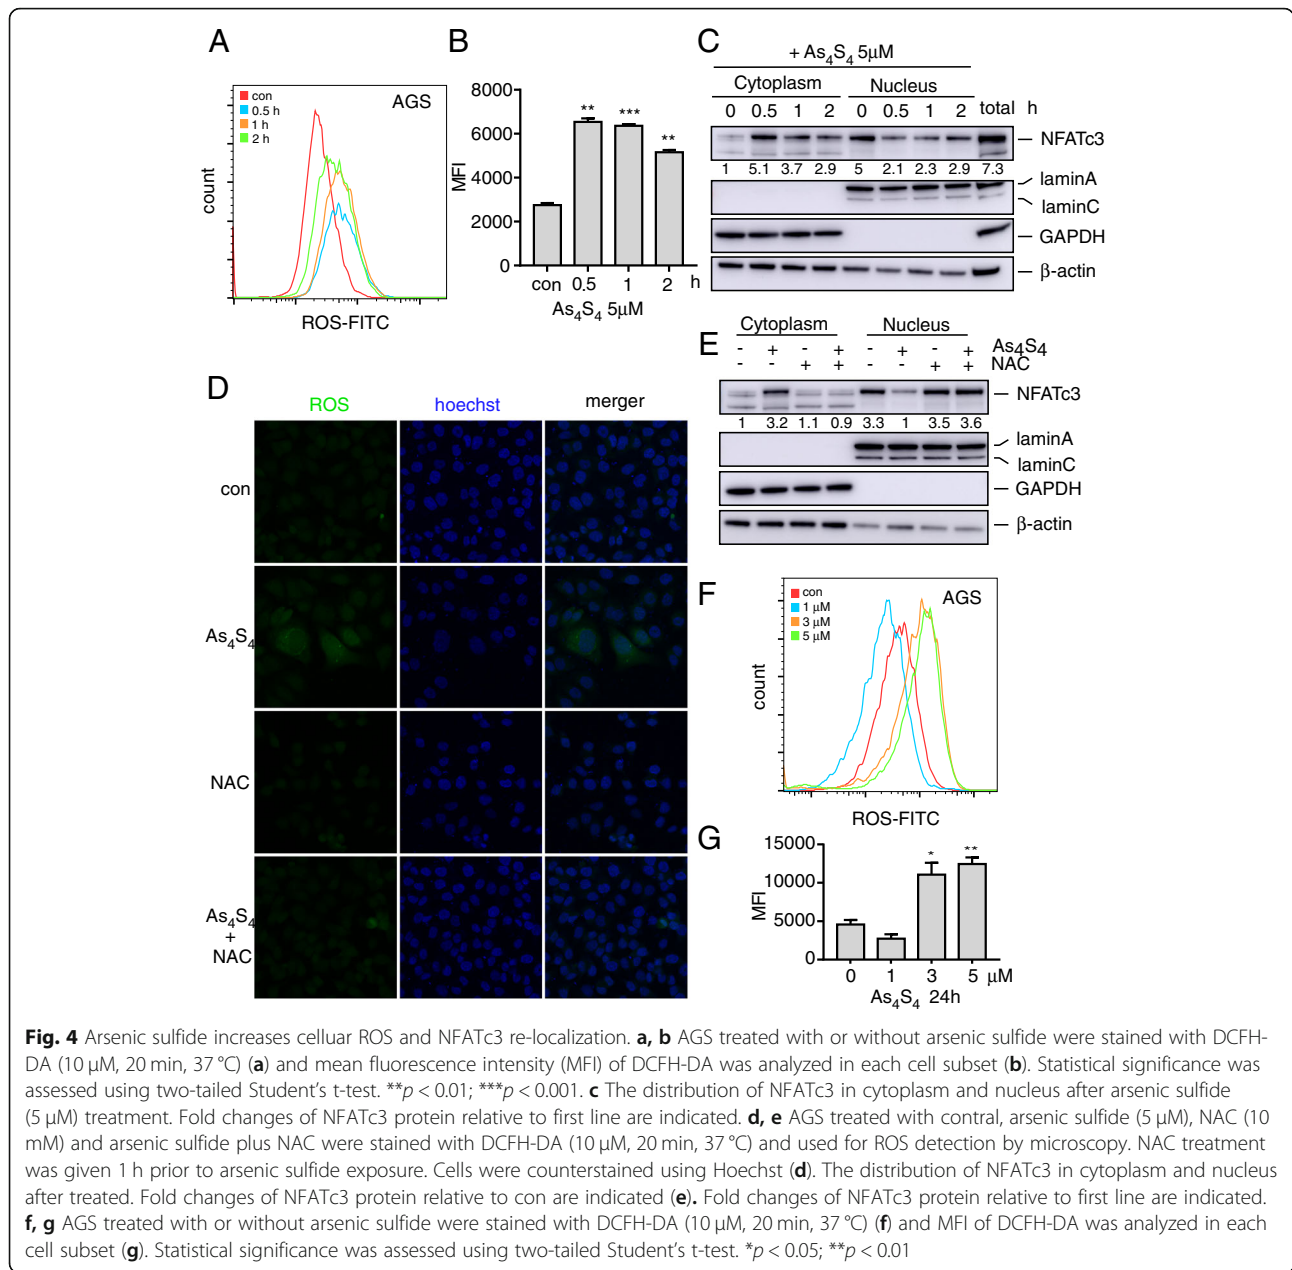 A
con
0.5 h
1 h
2 h
AGS
count
ROS-FITC
B
8000
6000
4000
2000
0
MFI
** *** **
con 0.5 1 2 h
As4S4 5μM
C
+ As4S4 5μM
Cytoplasm Nucleus
0 0.5 1 2 0 0.5 1 2 total h
NFATc3
1 5.1 3.7 2.9 5 2.1 2.3 2.9 7.3
laminA
laminC
GAPDH
β-actin
D
ROS hoechst merger
con
As4S4
NAC
As4S4
+
NAC
E
Cytoplasm Nucleus
- + - + - + - + As4S4
- - + + - - + + NAC
NFATc3
1 3.2 1.1 0.9 3.3 1 3.5 3.6
laminA
laminC
GAPDH
β-actin
F
con
1 μM
3 μM
5 μM
AGS
count
ROS-FITC
G
15000
10000
5000
0
MFI
* **
0 1 3 5 μM
As4S4 24h
Fig. 4 Arsenic sulfide increases celluar ROS and NFATc3 re-localization. a, b AGS treated with or without arsenic sulfide were stained with DCFH-
DA (10 μM, 20 min, 37 °C) (a) and mean fluorescence intensity (MFI) of DCFH-DA was analyzed in each cell subset (b). Statistical significance was
assessed using two-tailed Student's t-test. **p < 0.01; ***p < 0.001. c The distribution of NFATc3 in cytoplasm and nucleus after arsenic sulfide
(5 μM) treatment. Fold changes of NFATc3 protein relative to first line are indicated. d, e AGS treated with contral, arsenic sulfide (5 μM), NAC (10
mM) and arsenic sulfide plus NAC were stained with DCFH-DA (10 μM, 20 min, 37 °C) and used for ROS detection by microscopy. NAC treatment
was given 1 h prior to arsenic sulfide exposure. Cells were counterstained using Hoechst (d). The distribution of NFATc3 in cytoplasm and nucleus
after treated. Fold changes of NFATc3 protein relative to con are indicated (e). Fold changes of NFATc3 protein relative to first line are indicated.
f, g AGS treated with or without arsenic sulfide were stained with DCFH-DA (10 μM, 20 min, 37 °C) (f) and MFI of DCFH-DA was analyzed in each
cell subset (g). Statistical significance was assessed using two-tailed Student's t-test. *p < 0.05; **p < 0.01